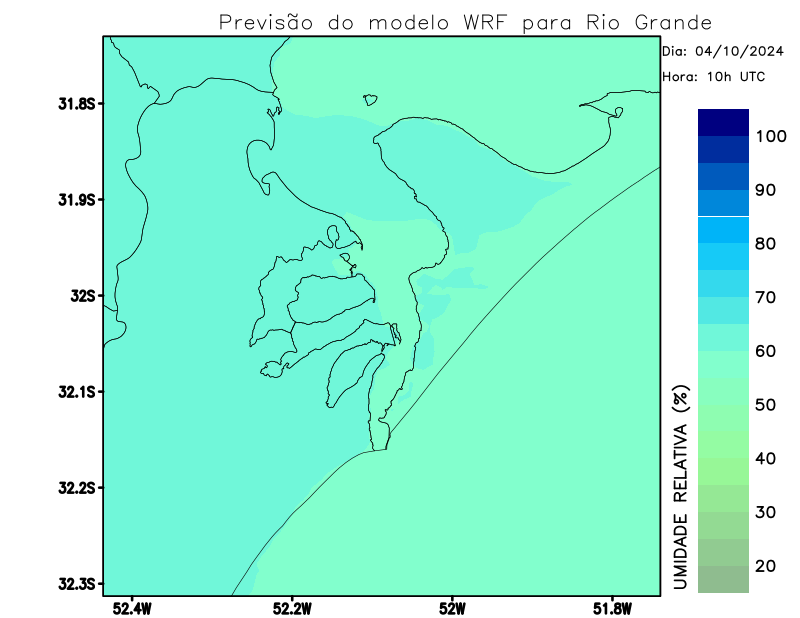 Previsão do modelo WRF para Rio Grande
Dia: 04/10/2024
Hora: 10h UTC
31.8S
31.9S
32S
32.1S
32.2S
32.3S
52.4W
52.2W
52W
51.8W
100
90
80
70
60
50
40
30
20
UMIDADE RELATIVA (%)